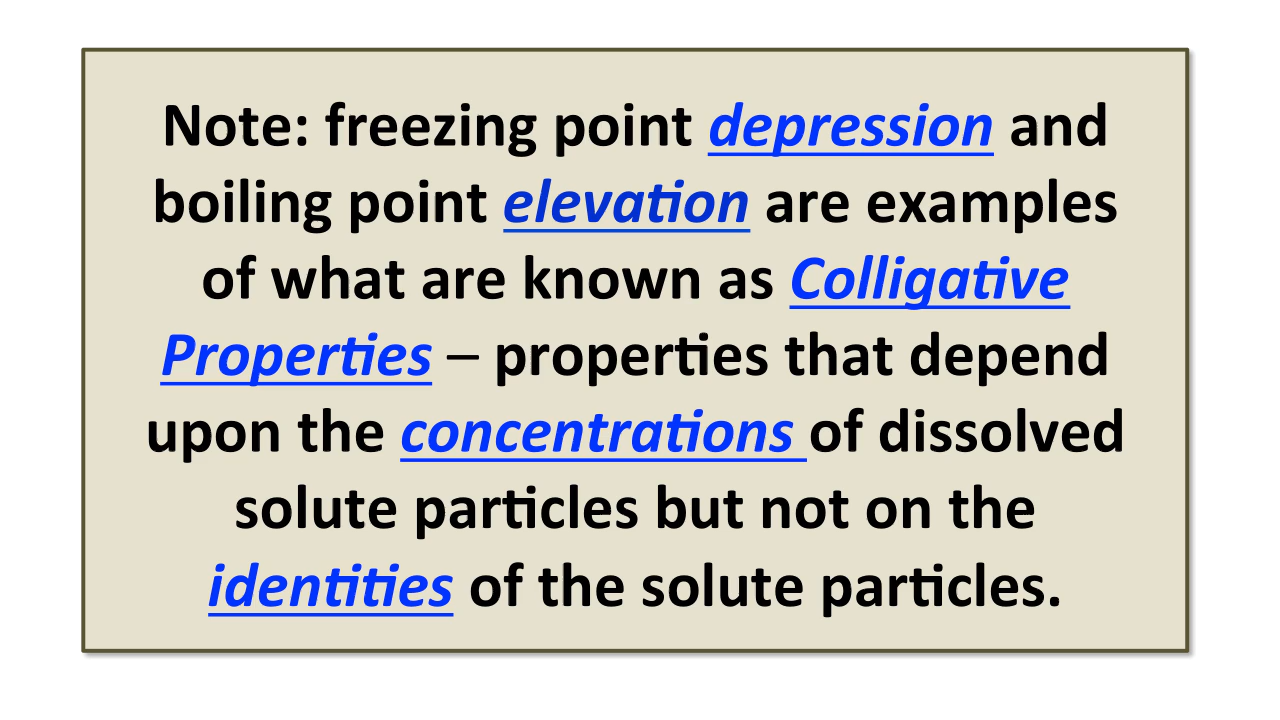 Note: freezing point depression and
boiling point elevation are examples
of what are known as Colligative
Properties – properties that depend
upon the concentrations of dissolved
solute particles but not on the
identities of the solute particles.